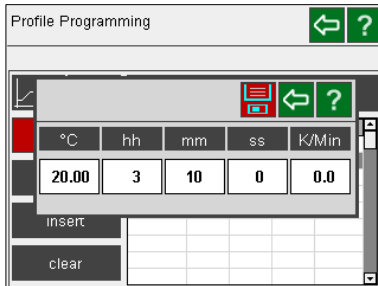 Profile Programming
?
?
°C hh mm ss K/Min
20.00 3 10 0 0.0
insert
clear